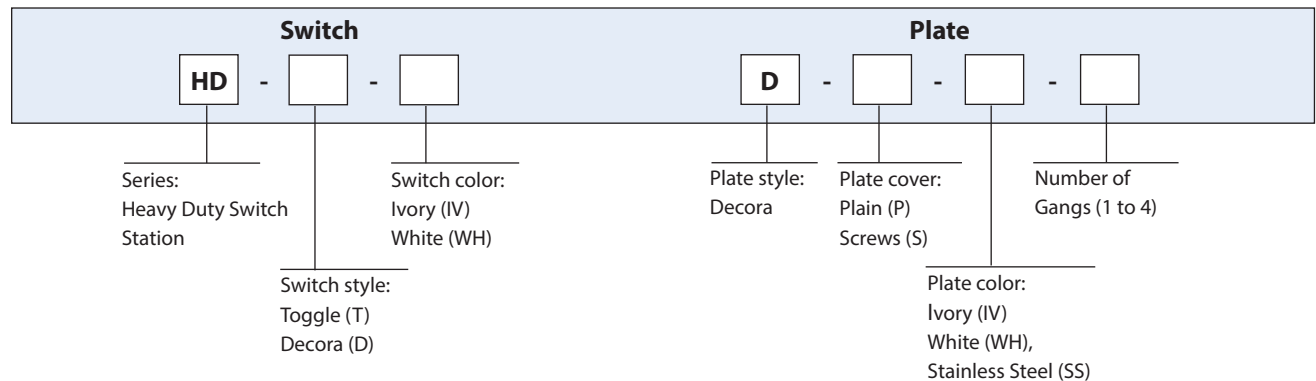 Switch
Plate
HD - -
D - - -
Series:
Heavy Duty Switch
Station
Switch color:
Ivory (IV)
White (WH)
Plate style:
Decora
Plate cover:
Plain (P)
Screws (S)
Number of
Gangs (1 to 4)
Switch style:
Toggle (T)
Decora (D)
Plate color:
Ivory (IV)
White (WH),
Stainless Steel (SS)